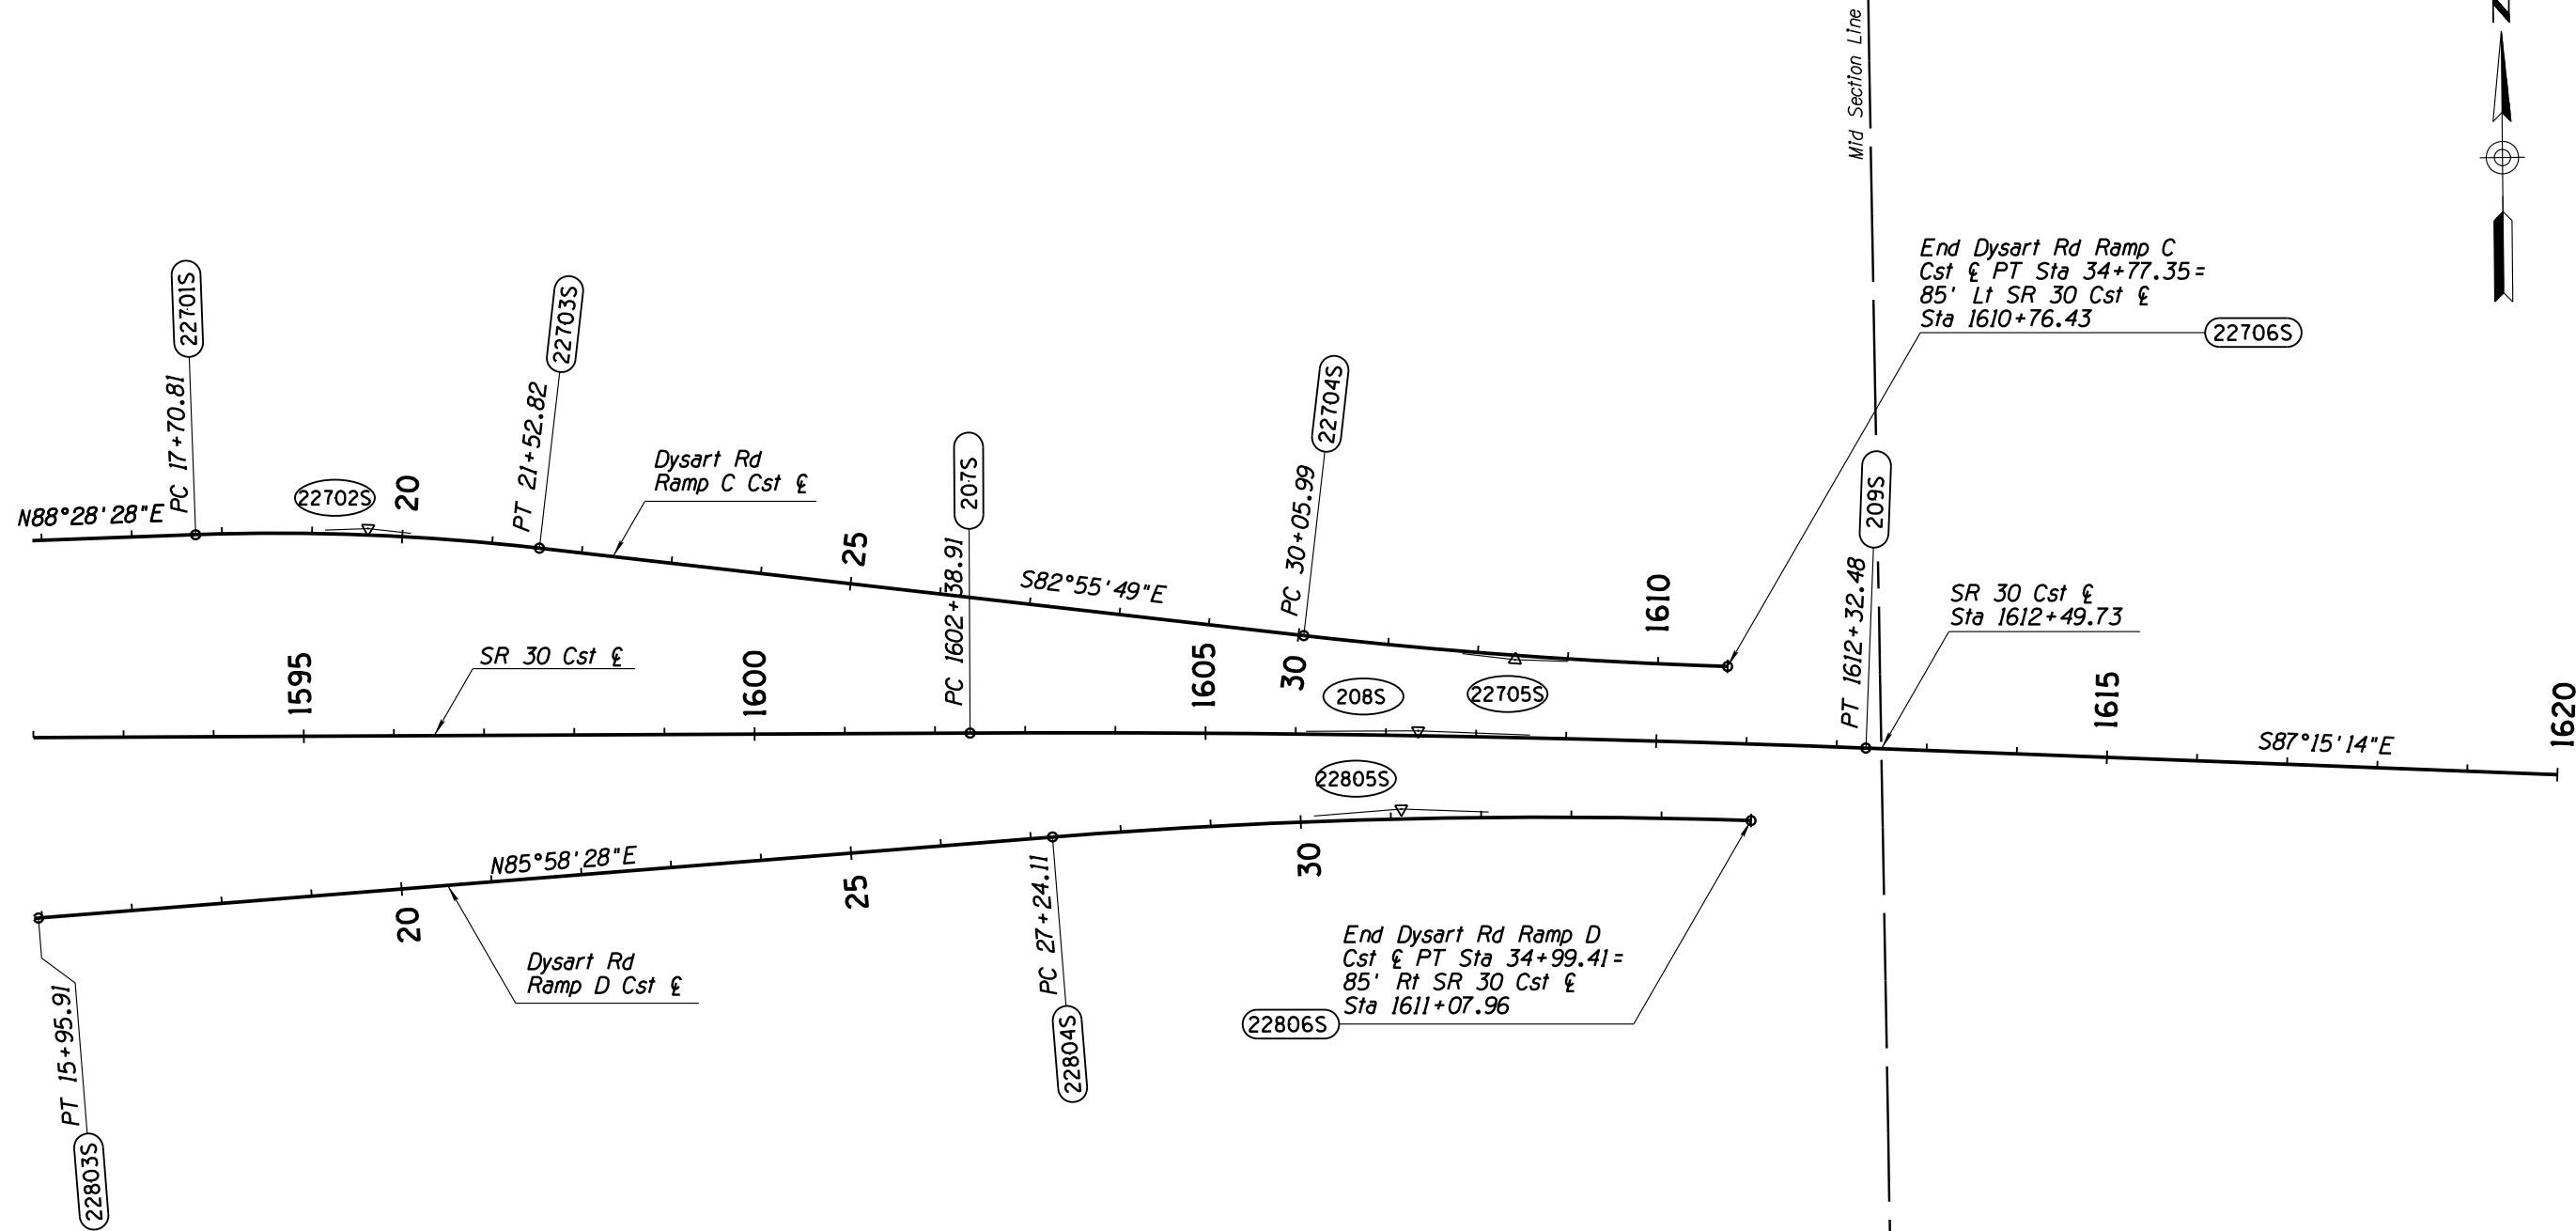 N
Mid Section Line
End Dysart Rd Ramp C
Cst ℄ PT Sta 34+77.35=
85' Lt SR 30 Cst ℄
Sta 1610+76.43
22706S
22701S
PC 17+70.81
22703S
PT 21+52.82
22704S
PC 30+05.99
207S
PC 1602+38.91
209S
PT 1612+32.48
N88°28'28"E
22702S
20
Dysart Rd
Ramp C Cst ℄
25
S82°55'49"E
30
22705S
1610
SR 30 Cst ℄
Sta 1612+49.73
SR 30 Cst ℄
1595
1600
1605
208S
1615
S87°15'14"E
1620
22805S
N85°58'28"E
20
25
30
PC 27+24.11
22804S
Dysart Rd
Ramp D Cst ℄
End Dysart Rd Ramp D
Cst ℄ PT Sta 34+99.41=
85' Rt SR 30 Cst ℄
Sta 1611+07.96
22806S
PT 15+95.91
22803S